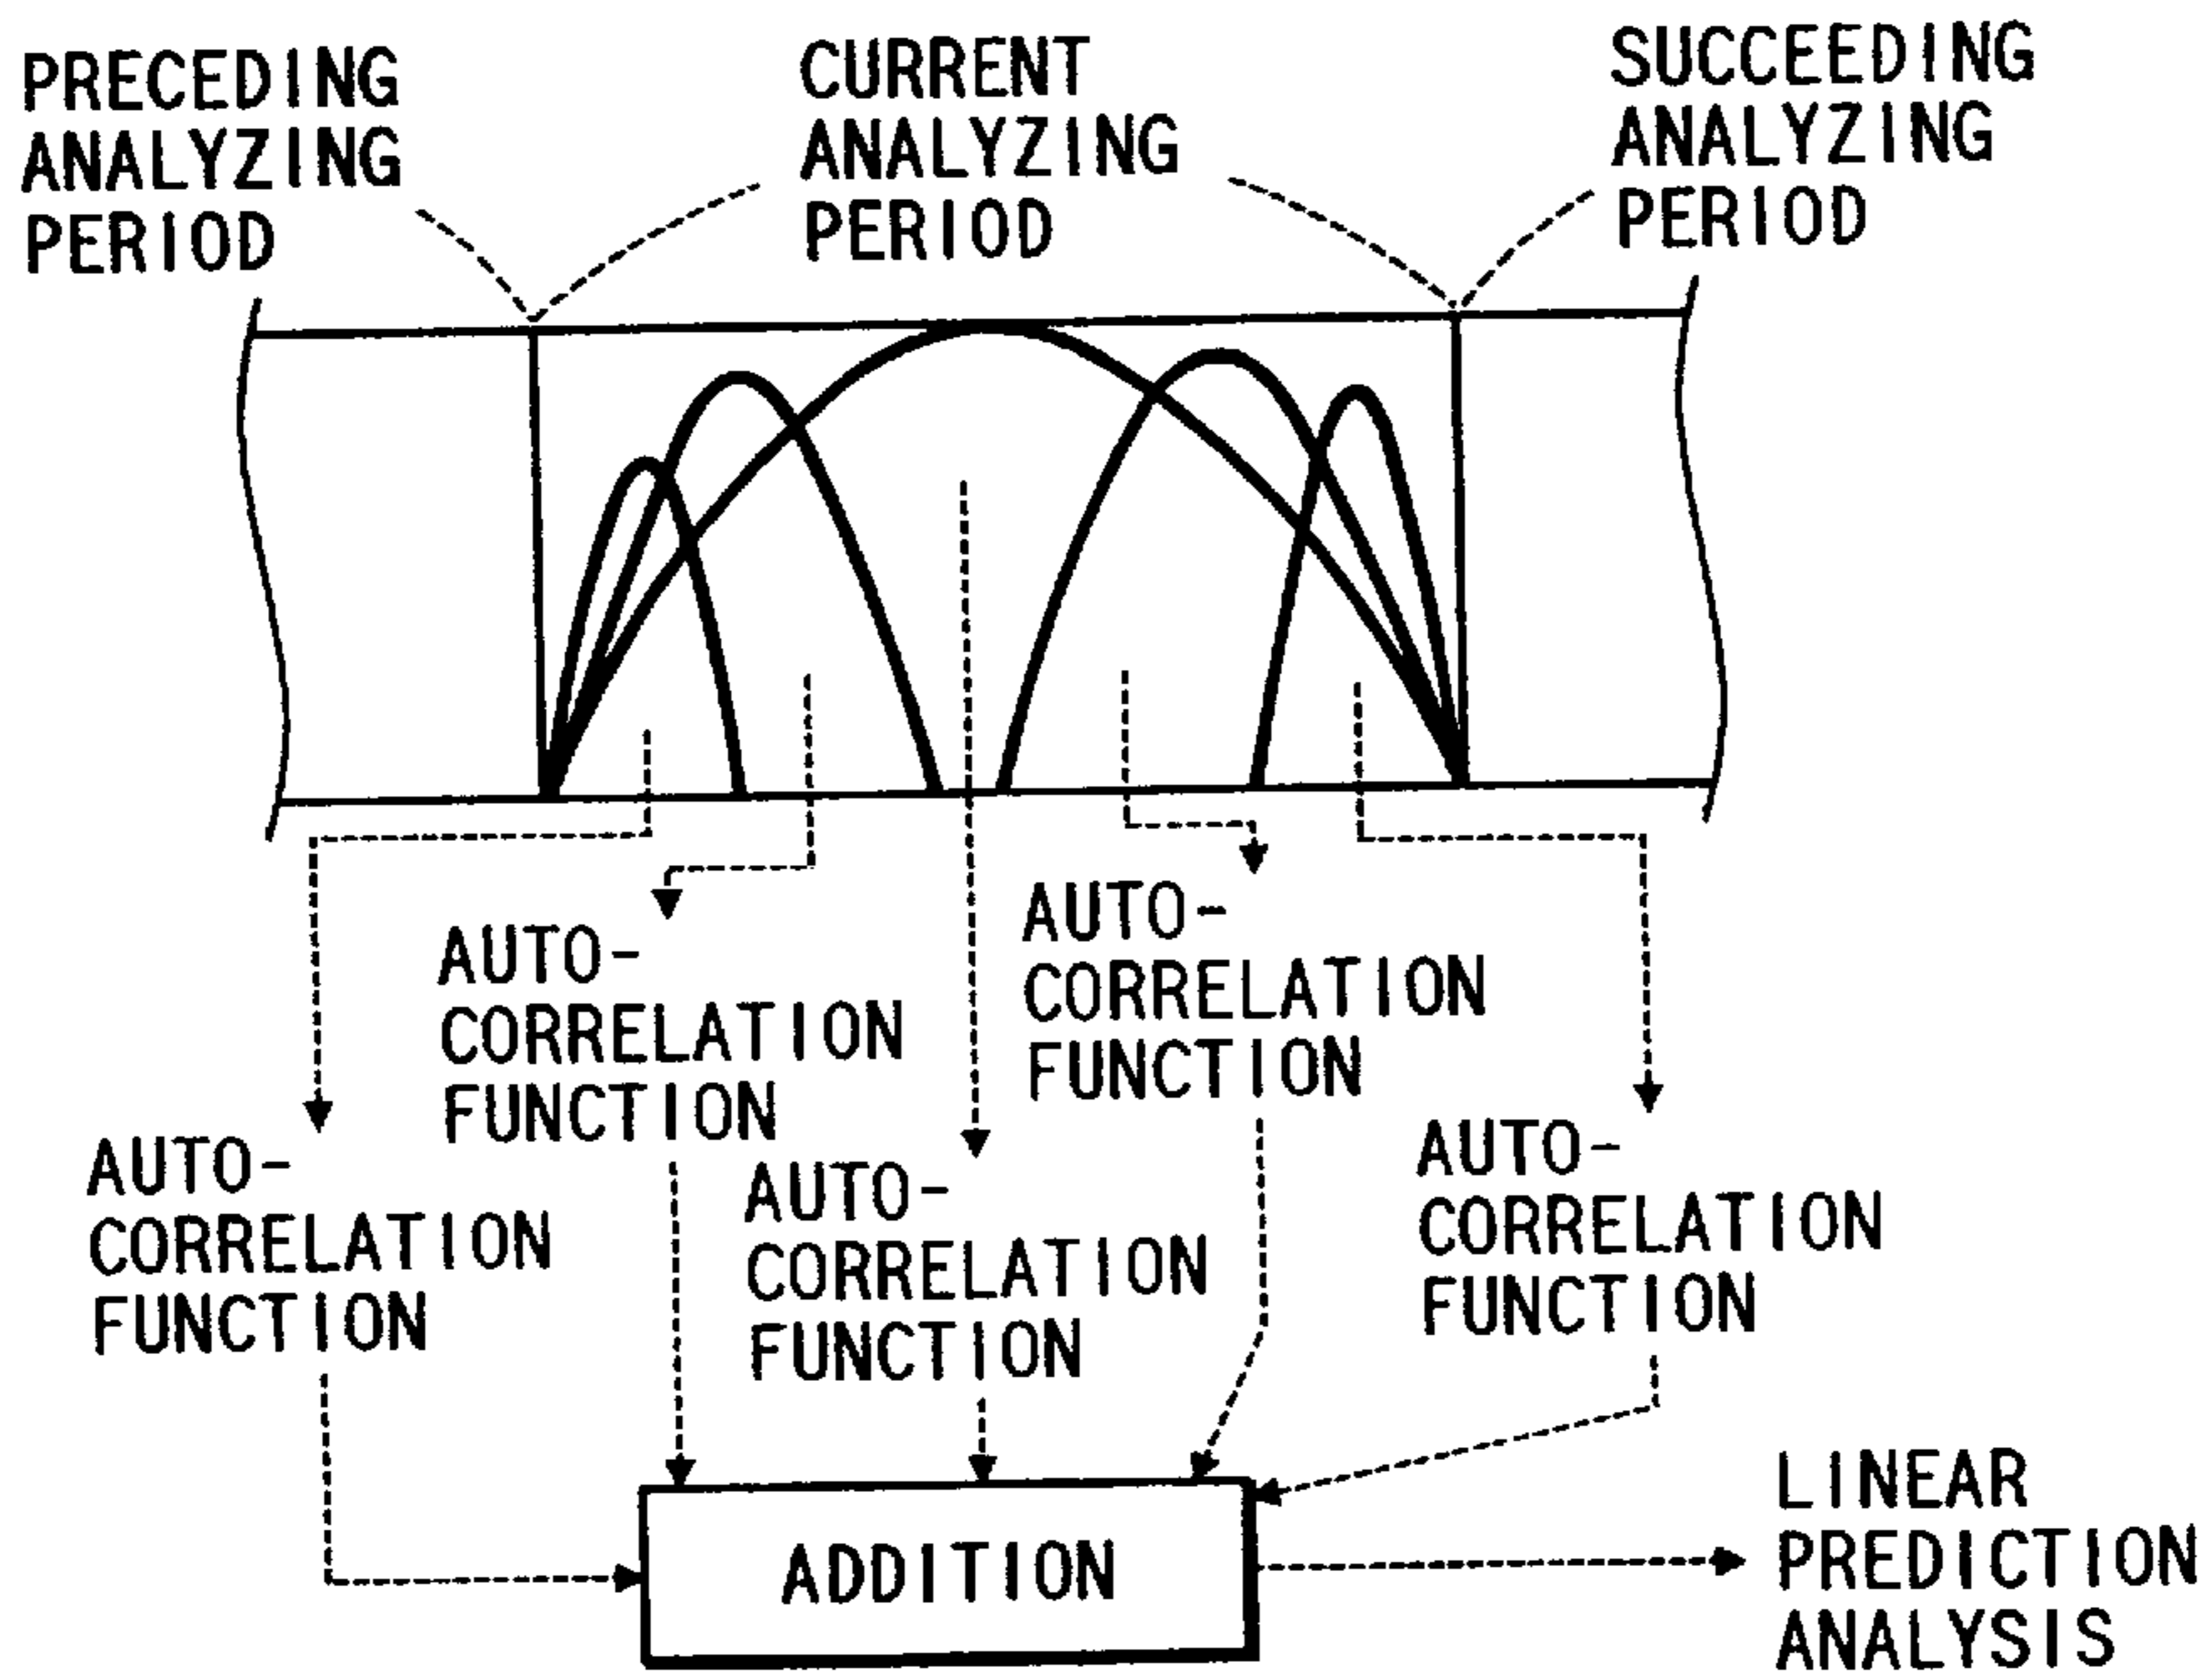 PRECEDING
ANALYZING
PERIOD
CURRENT
ANALYZING
PERIOD
SUCCEEDING
ANALYZING
PERIOD
AUTO-
CORRELATION
FUNCTION
AUTO-
CORRELATION
FUNCTION
AUTO-
CORRELATION
FUNCTION
AUTO-
CORRELATION
FUNCTION
AUTO-
CORRELATION
FUNCTION
ADDITION
LINEAR
PREDICTION
ANALYSIS